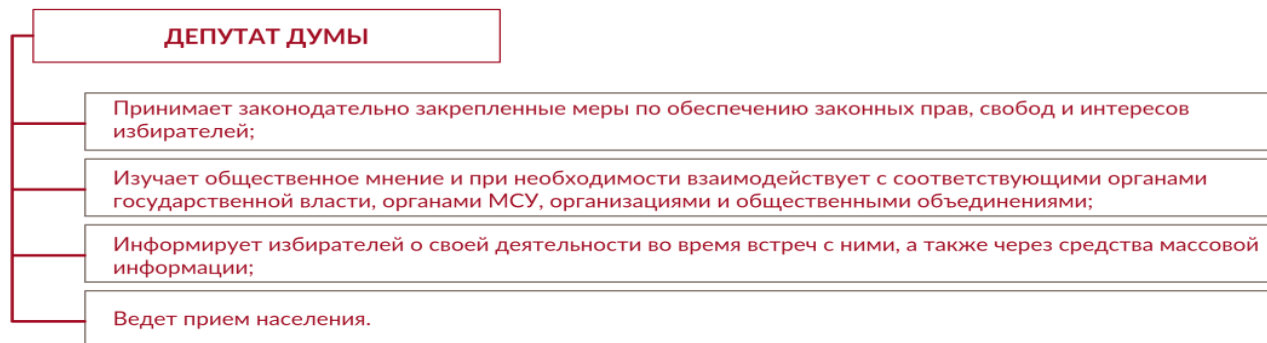 ДЕПУТАТ ДУМЫ
Принимает законодательно закрепленные меры по обеспечению законных прав, свобод и интересов
избирателей;
Изучает общественное мнение и при необходимости взаимодействует с соответствующими органами
государственной власти, органами МСУ, организациями и общественными объединениями;
Информирует избирателей о своей деятельности во время встреч с ними, а также через средства массовой
информации;
Ведет прием населения.